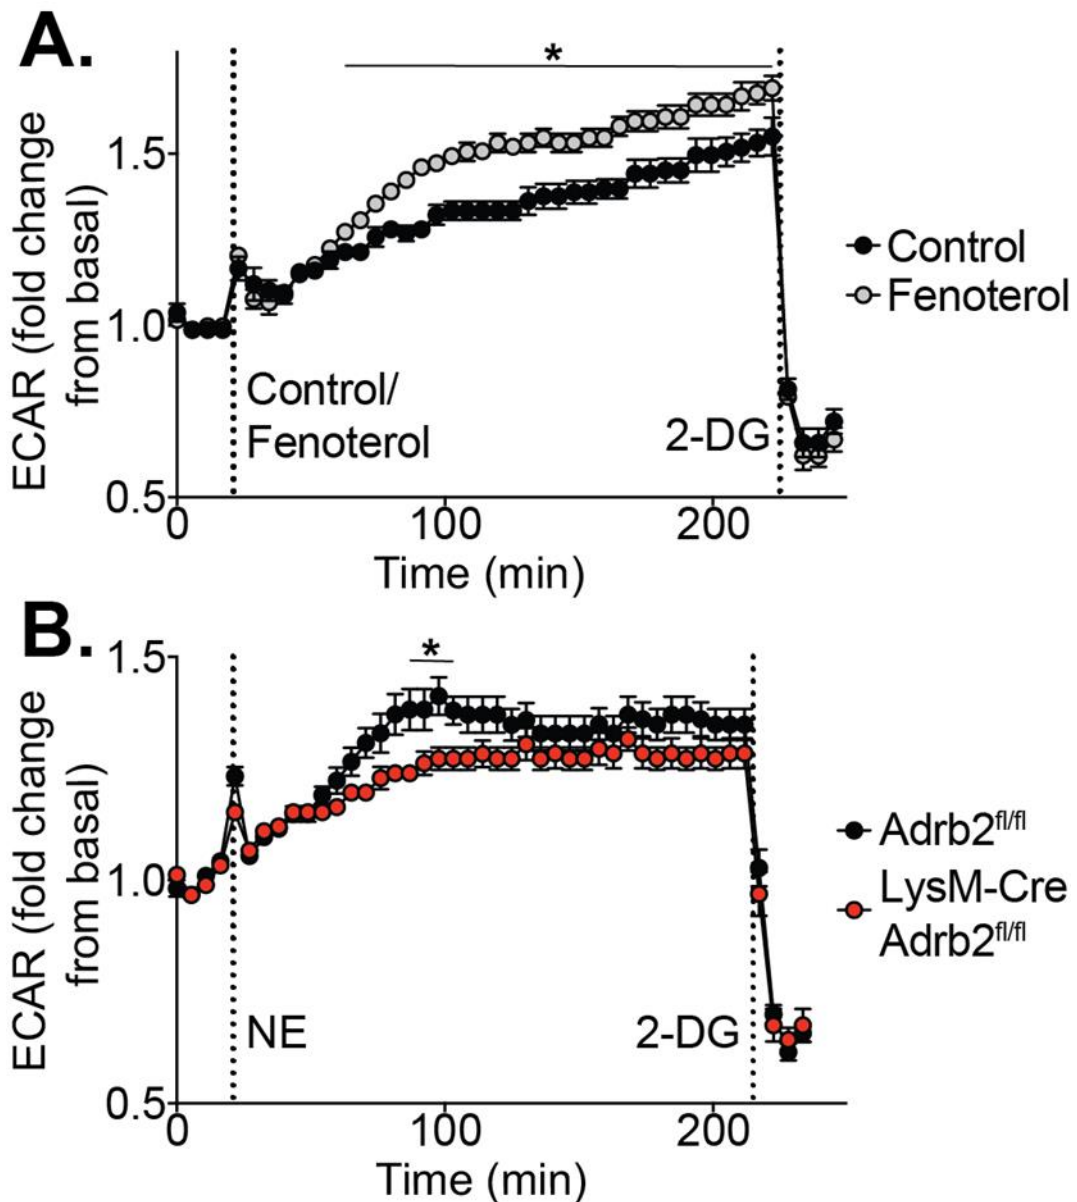 A.
ECAR (fold change
from basal)
*
1.5
1.0
0.5
Control/
Fenoterol
2-DG
0
100
200
Time (min)
Control
Fenoterol
B.
ECAR (fold change
from basal)
*
1.5
1.0
0.5
NE
2-DG
0
100
200
Time (min)
Adrb2fl/fl
LysM-Cre
Adrb2fl/fl